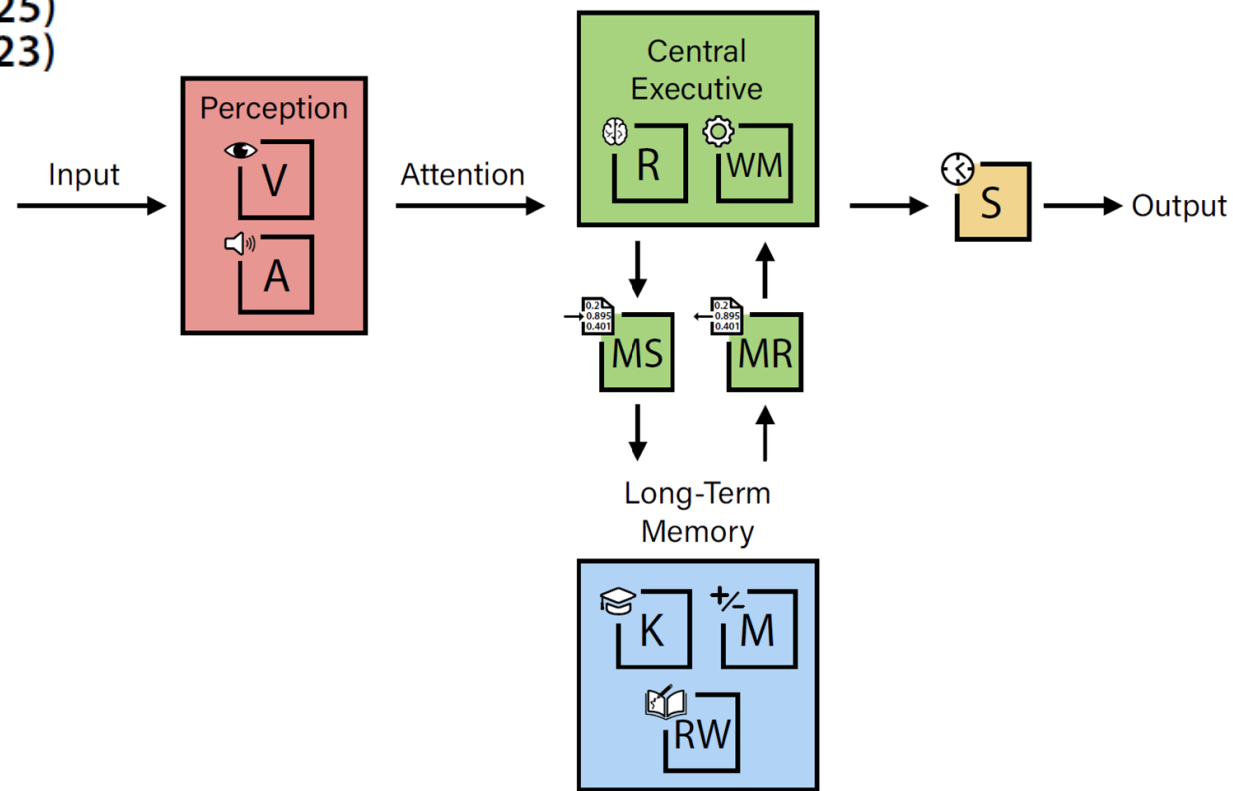 25)
23)
Perception
V
A
Input
Attention
Central
Executive
R
WM
S
Output
0.2
0.895
0.401
MS
0.2
0.895
0.401
MR
Long-Term
Memory
K
M
RW